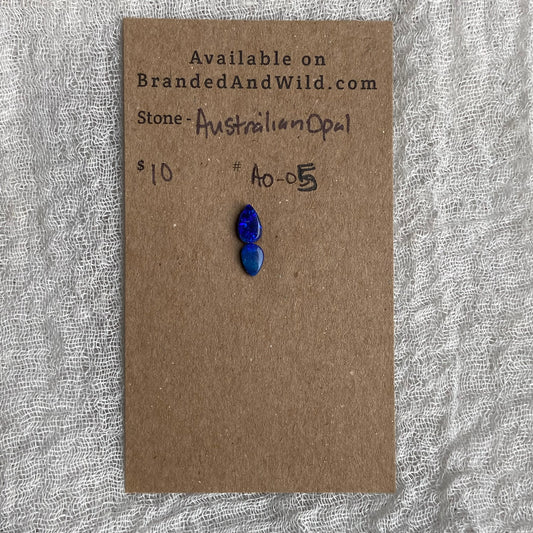 Available on
BrandedAndWild.com
Stone - Australian Opal
$10 # AO-05